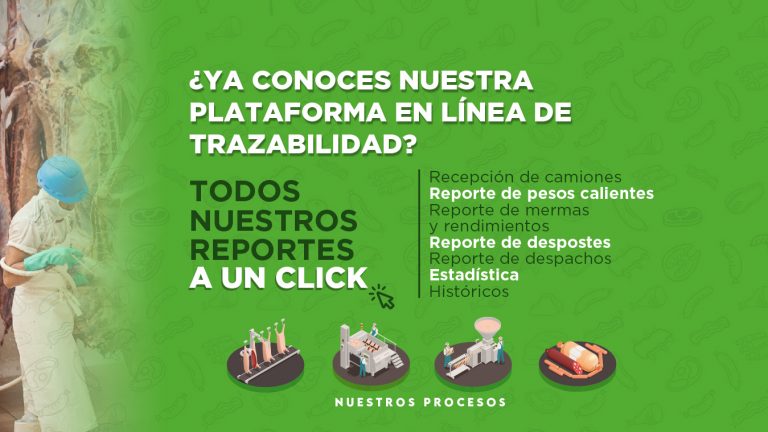 ¿YA CONOCES NUESTRA
PLATAFORMA EN LÍNEA DE
TRAZABILIDAD?
TODOS
NUESTROS
REPORTES
A UN CLICK
Recepción de camiones
Reporte de pesos calientes
Reporte de mermas
y rendimientos
Reporte de despostes
Reporte de despachos
Estadística
Históricos
NUESTROS PROCESOS